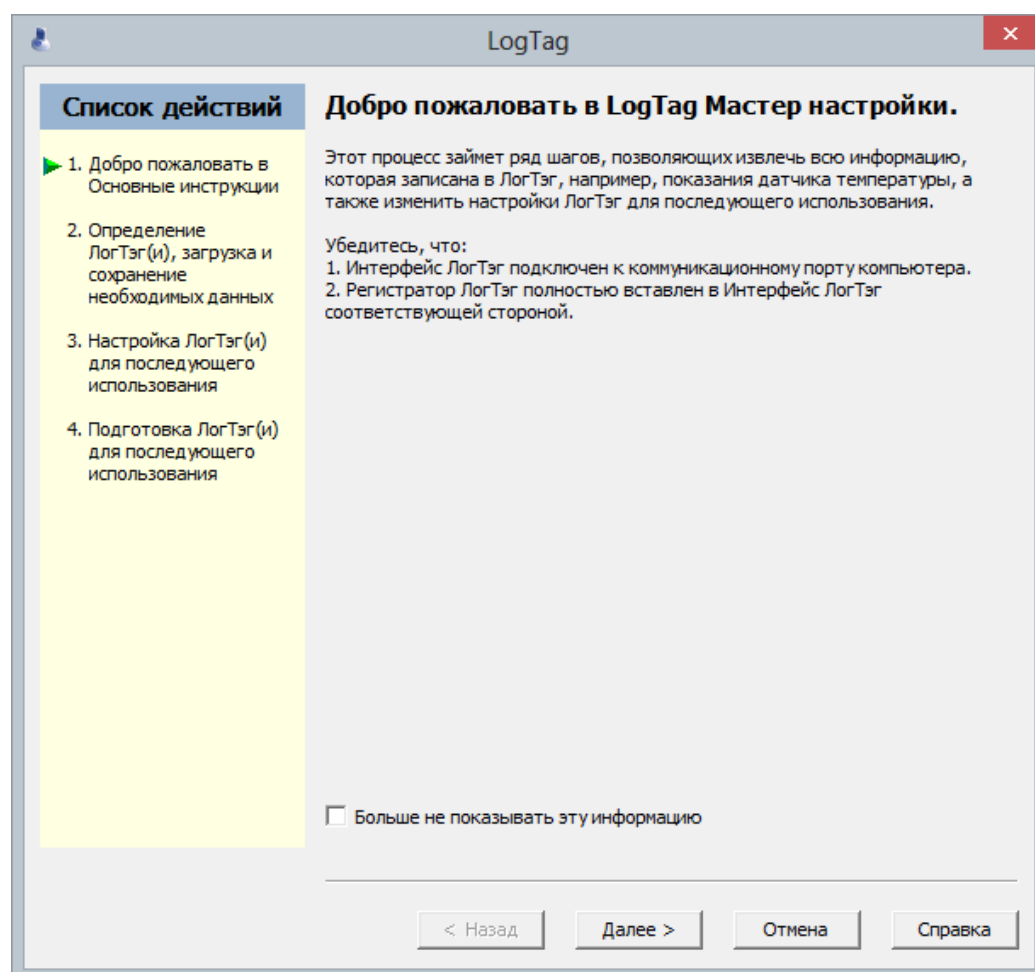 LogTag
Список действий
1. Добро пожаловать в
Основные инструкции
2. Определение
ЛогТэг(и), загрузка и
сохранение
необходимых данных
3. Настройка ЛогТэг(и)
для последующего
использования
4. Подготовка ЛогТэг(и)
для последующего
использования
Добро пожаловать в LogTag Мастер настройки.
Этот процесс займет ряд шагов, позволяющих извлечь всю информацию,
которая записана в ЛогТэг, например, показания датчика температуры, а
также изменить настройки ЛогТэг для последующего использования.
Убедитесь, что:
1. Интерфейс ЛогТэг подключен к коммуникационному порту компьютера.
2. Регистратор ЛогТэг полностью вставлен в Интерфейс ЛогТэг
соответствующей стороной.
Больше не показывать эту информацию
< Назад
Далее >
Отмена
Справка